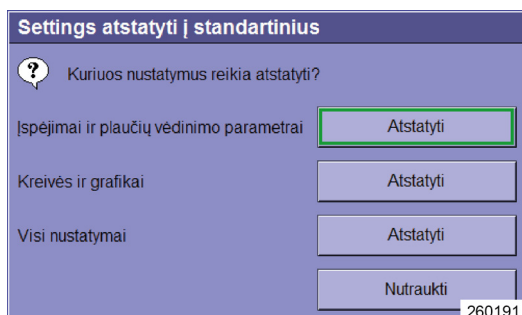 Settings atstatyti į standartinius
? Kuriuos nustatymus reikia atstatyti?
Įspėjimai ir plaučių vėdinimo parametrai Atstatyti
Kreivės ir grafikai Atstatyti
Visi nustatymai Atstatyti
Nutraukti
260191